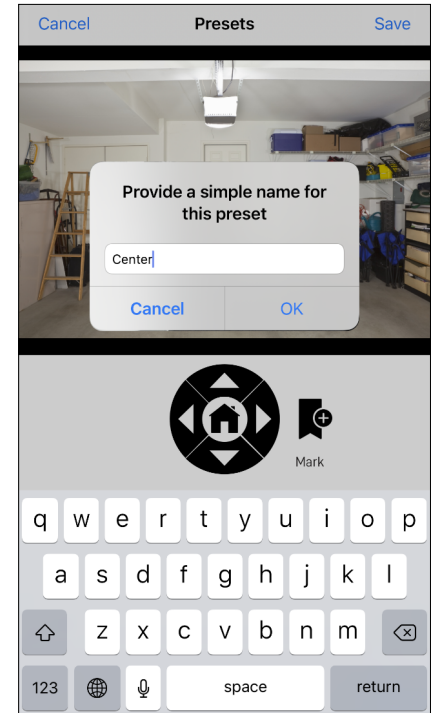 Cancel Presets Save
Provide a simple name for
this preset
Center
Cancel OK
Mark
q w e r t y u i o p
a s d f g h j k l
z x c v b n m
123 space return